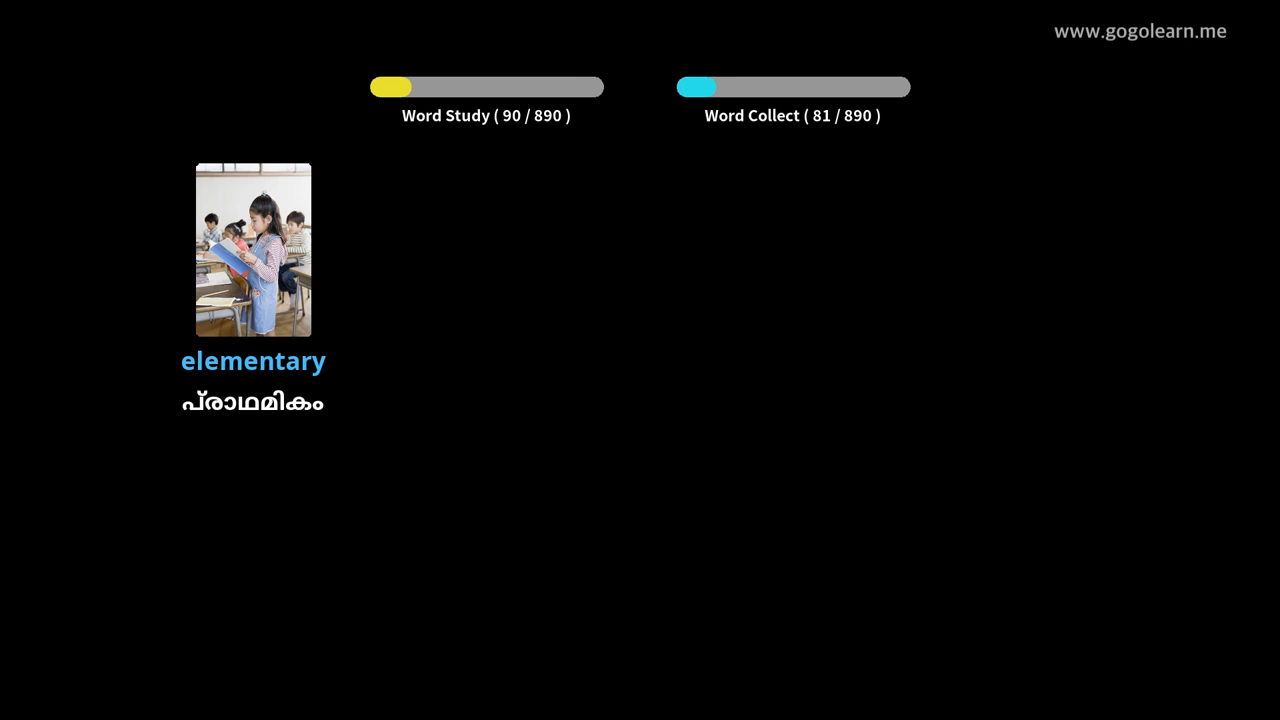 www.gogolearn.me
Word Study ( 90 / 890 )
Word Collect ( 81 / 890 )
elementary
പ്രാഥമികം